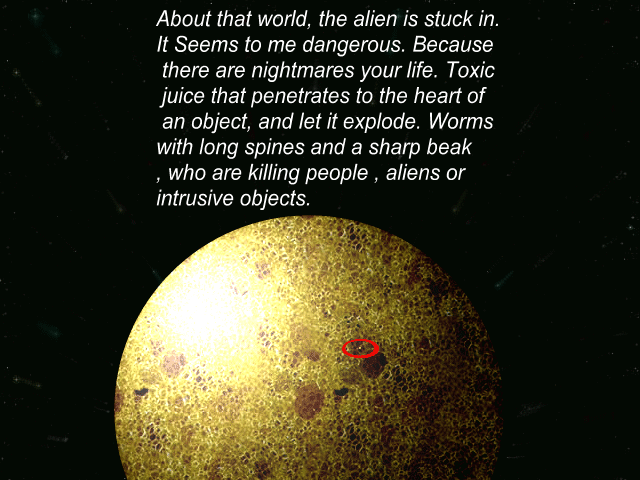 About that world, the alien is stuck in.
It Seems to me dangerous. Because
there are nightmares your life. Toxic
juice that penetrates to the heart of
an object, and let it explode. Worms
with long spines and a sharp beak
, who are killing people , aliens or
intrusive objects.